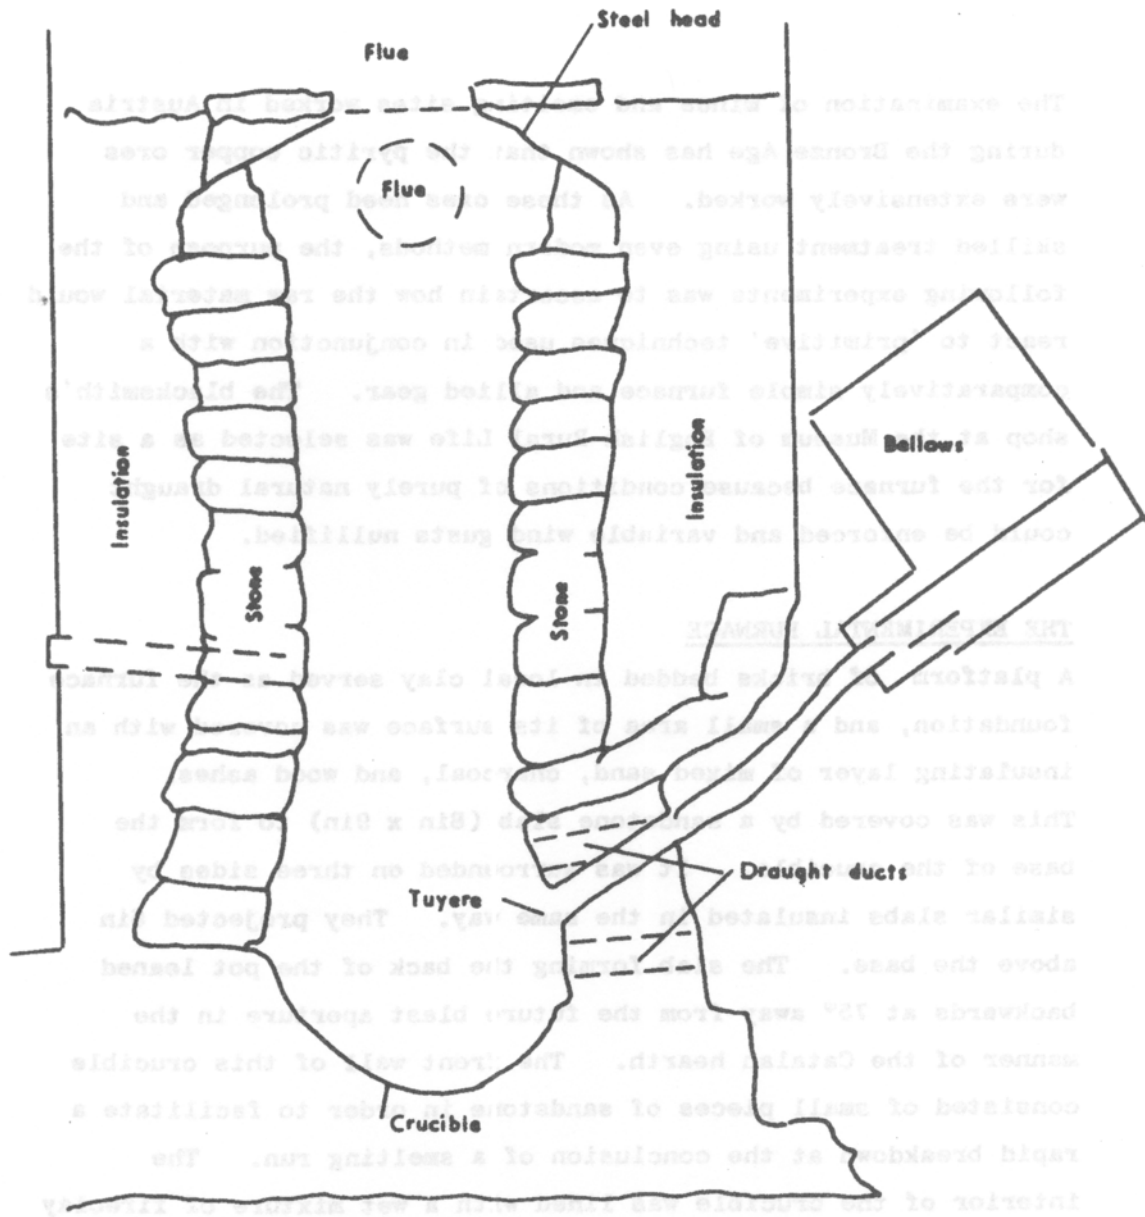 Steel head
Flue
Flue
Insulation
Stone
Stone
Insulation
Bellows
Draught ducts
Tuyere
Crucible
The examination of mines and smelting sites worked in Austria
during the Bronze Age has shown that the pyritic copper ores
were extensively worked. As these ores need prolonged and
skilled treatment using even modern methods, the purpose of the
following experiments was to ascertain how the raw material would
react to 'primitive' techniques used in conjunction with a
comparatively simple furnace and allied gear. The blacksmith's
shop at the Museum of English Rural Life was selected as a site
for the furnace because conditions of purely natural draught
could be enforced and variable wind gusts nullified.
THE EXPERIMENTAL FURNACE
A platform of bricks bedded in local clay served as the furnace
foundation, and a small area of its surface was covered with an
insulating layer of mixed sand, charcoal, and wood ashes.
This was covered by a sandstone slab (8in x 9in) to form the
base of the crucible. It was surrounded on three sides by
similar slabs insulated in the same way. They projected 6in
above the base. The slab forming the back of the pot leaned
backwards at 75° away from the future blast aperture in the
manner of the Catalan hearth. The front wall of this crucible
consisted of small pieces of sandstone in order to facilitate a
rapid breakdown at the conclusion of a smelting run. The
interior of the crucible was lined with a wet mixture of fireclay